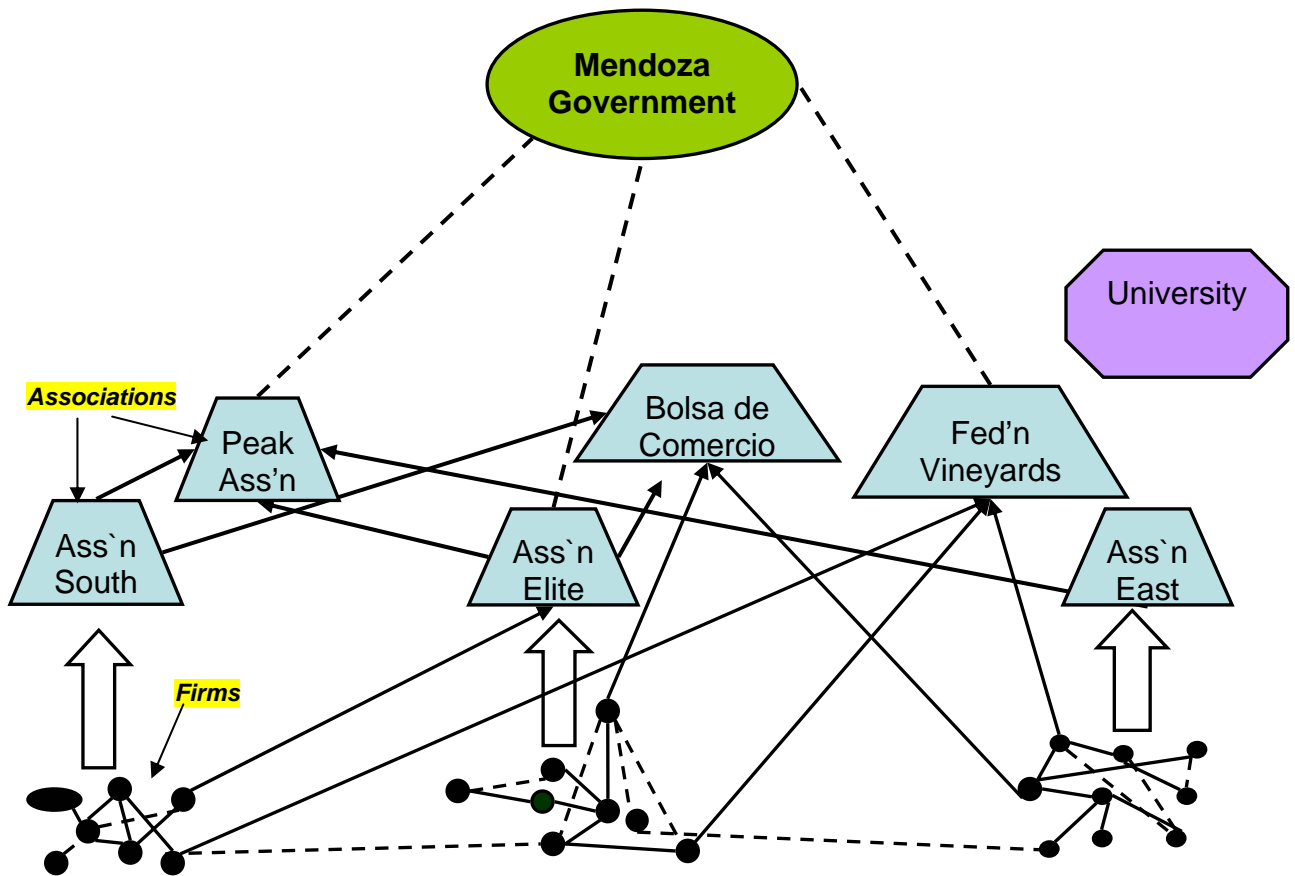 Mendoza
Government
University
Associations
Peak
Ass'n
Bolsa de
Comercio
Fed'n
Vineyards
Ass`n
South
Ass`n
Elite
Ass`n
East
Firms